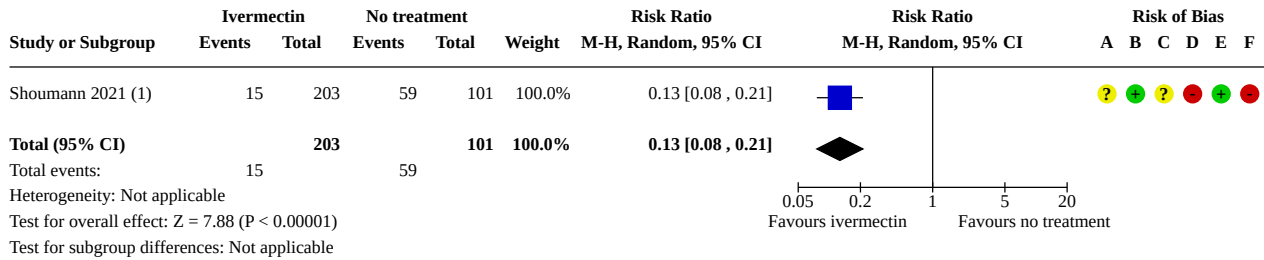 Ivermectin No treatment Risk Ratio Risk Ratio Risk of Bias
Study or Subgroup Events Total Events Total Weight M-H, Random, 95% CI M-H, Random, 95% CI A B C D E F
Shoumann 2021 (1) 15 203 59 101 100.0% 0.13 [0.08 , 0.21] ? + ? - + -
Total (95% CI) 203 101 100.0% 0.13 [0.08 , 0.21]
Total events: 15 59
Heterogeneity: Not applicable
0.05 0.2 1 5 20
Test for overall effect: Z = 7.88 (P < 0.00001)
Favours ivermectin Favours no treatment
Test for subgroup differences: Not applicable